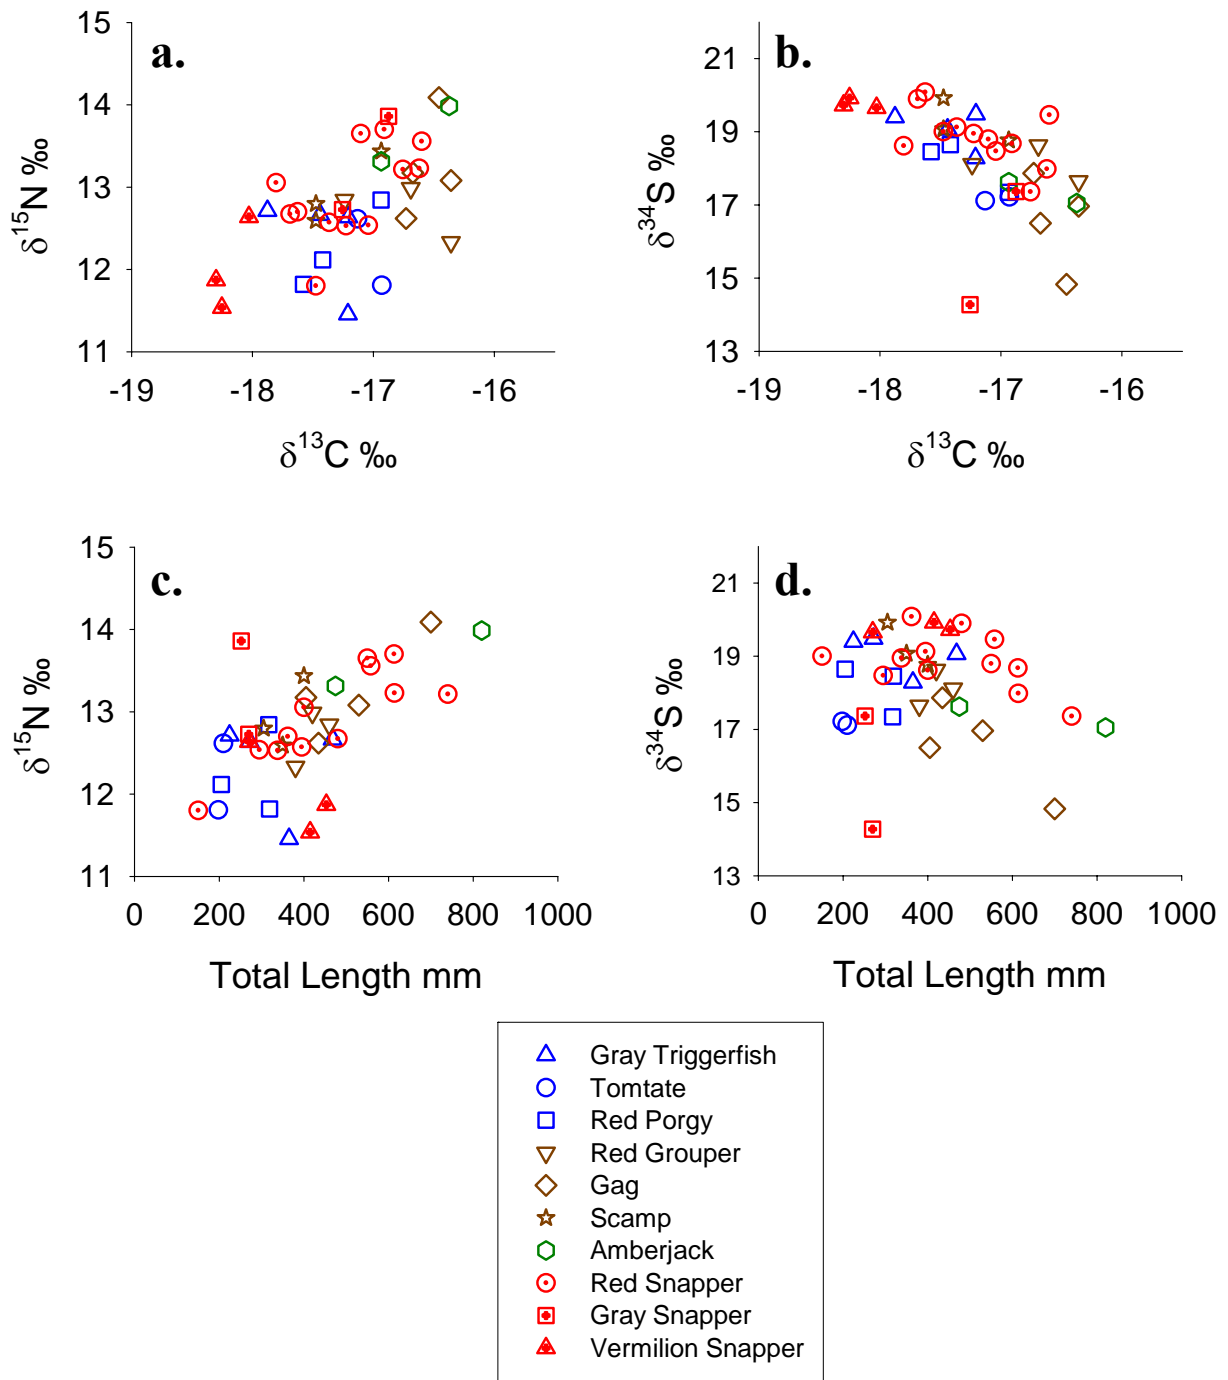 a.
15
14
13
12
11
δ15N ‰
-19 -18 -17 -16
δ13C ‰
b.
21
19
17
15
13
δ34S ‰
-19 -18 -17 -16
δ13C ‰
c.
15
14
13
12
11
δ15N ‰
0 200 400 600 800 1000
Total Length mm
d.
21
19
17
15
13
δ34S ‰
0 200 400 600 800 1000
Total Length mm
Gray Triggerfish
Tomtate
Red Porgy
Red Grouper
Gag
Scamp
Amberjack
Red Snapper
Gray Snapper
Vermilion Snapper